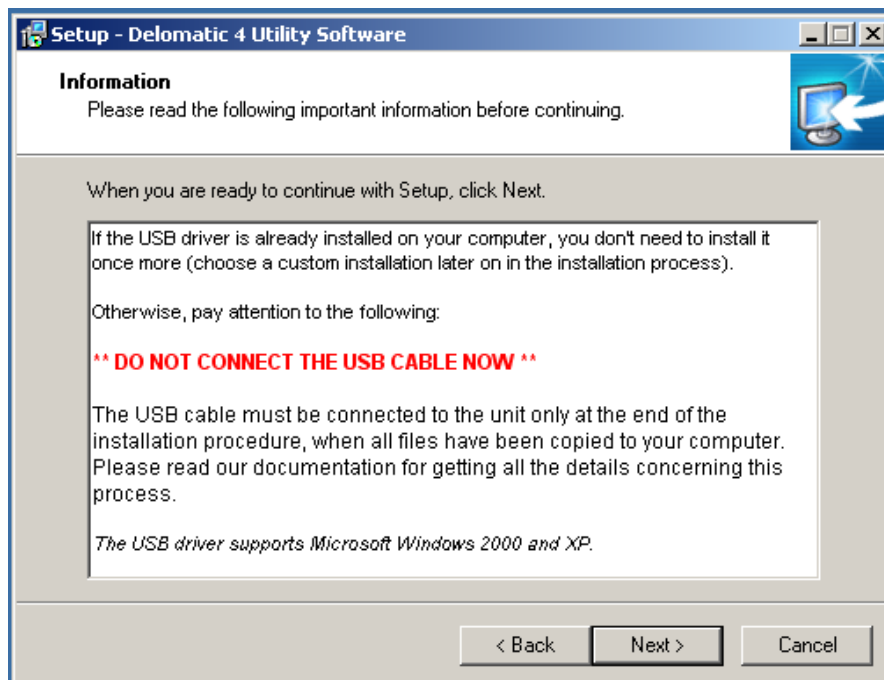 Setup - Delomatic 4 Utility Software
Information
Please read the following important information before continuing.
When you are ready to continue with Setup, click Next.
If the USB driver is already installed on your computer, you don't need to install it
once more (choose a custom installation later on in the installation process).
Otherwise, pay attention to the following:
** DO NOT CONNECT THE USB CABLE NOW **
The USB cable must be connected to the unit only at the end of the
installation procedure, when all files have been copied to your computer.
Please read our documentation for getting all the details concerning this
process.
The USB driver supports Microsoft Windows 2000 and XP.
< Back Next > Cancel